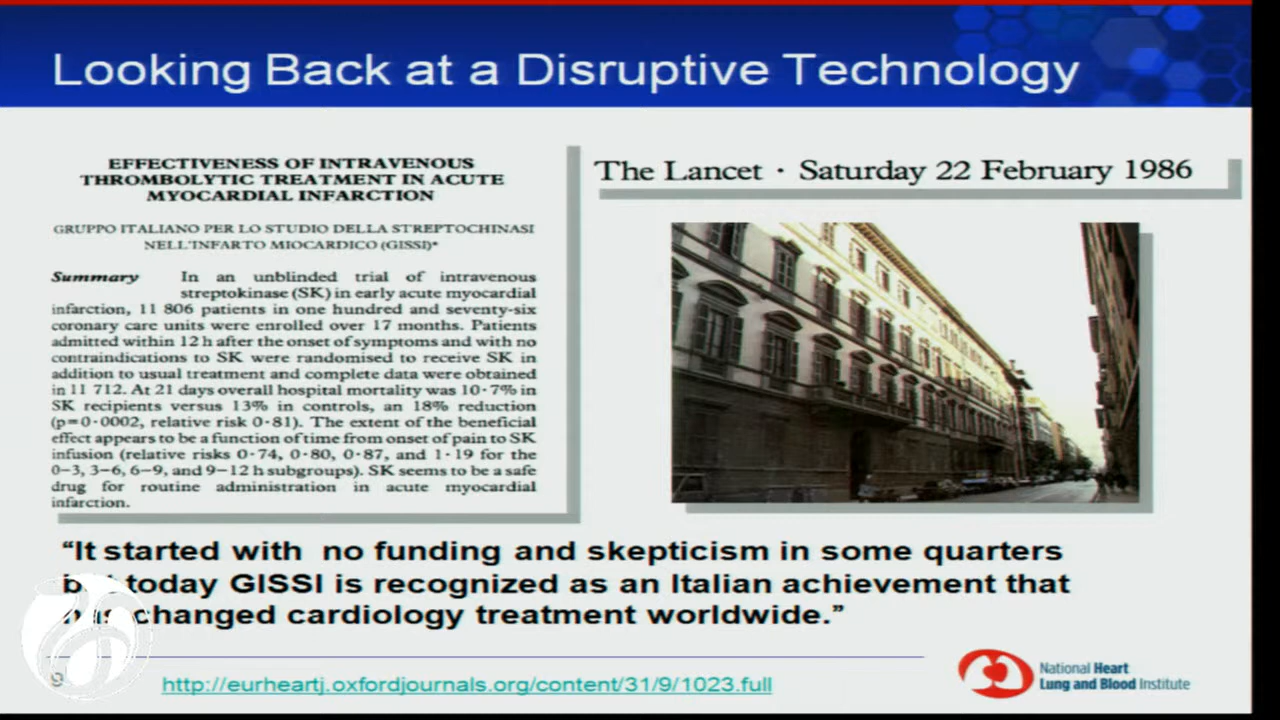 Looking Back at a Disruptive Technology
EFFECTIVENESS OF INTRAVENOUS
THROMBOLYTIC TREATMENT IN ACUTE
MYOCARDIAL INFARCTION
GRUPPO ITALIANO PER LO STUDIO DELLA STREPTOCHINASI
NELL'INFARTO MIOCARDICO (GISSI)*
Summary In an unblinded trial of intravenous
streptokinase (SK) in early acute myocardial
infarction, 11 806 patients in one hundred and seventy-six
coronary care units were enrolled over 17 months. Patients
admitted within 12 h after the onset of symptoms and with no
contraindications to SK were randomised to receive SK in
addition to usual treatment and complete data were obtained
in 11 712. At 21 days overall hospital mortality was 10·7% in
SK recipients versus 13% in controls, an 18% reduction
(p=0·0002, relative risk 0·81). The extent of the beneficial
effect appears to be a function of time from onset of pain to SK
infusion (relative risks 0·74, 0·80, 0·87, and 1·19 for the
0–3, 3–6, 6–9, and 9–12 h subgroups). SK seems to be a safe
drug for routine administration in acute myocardial
infarction.
The Lancet · Saturday 22 February 1986
“It started with no funding and skepticism in some quarters
today GISSI is recognized as an Italian achievement that
changed cardiology treatment worldwide.”
http://eurheartj.oxfordjournals.org/content/31/9/1023.full
National Heart
Lung and Blood Institute